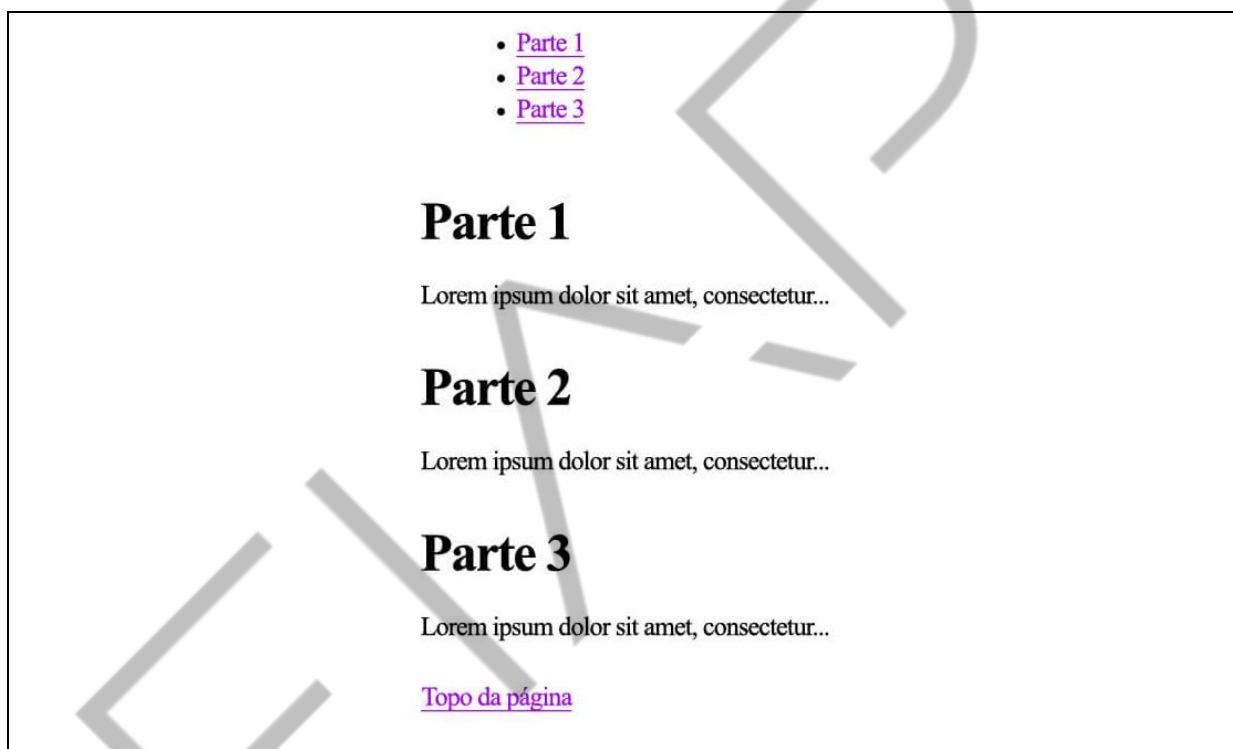 Parte 1
Parte 2
Parte 3
Parte 1
Lorem ipsum dolor sit amet, consectetur...
Parte 2
Lorem ipsum dolor sit amet, consectetur...
Parte 3
Lorem ipsum dolor sit amet, consectetur...
Topo da página